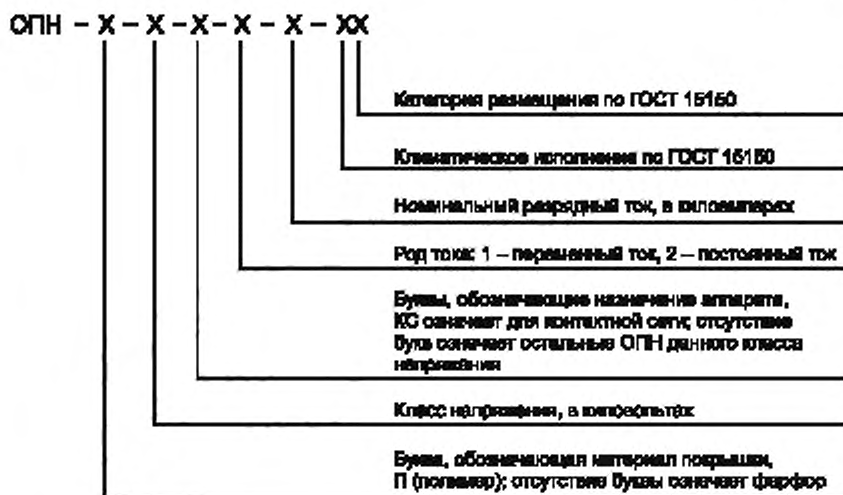 ОПН – Х – Х – Х – Х – Х – ХХ
Категория размещения по ГОСТ 15150
Климатическое исполнение по ГОСТ 15150
Номинальный разрядный ток, в килоамперах
Род тока: 1 – переменный ток, 2 – постоянный ток
Буквы, обозначающие назначение аппарата,
КС означает для контактной сети; отсутствие
букв означает остальные ОПН данного класса
напряжения
Класс напряжения, в киловольтах
Буква, обозначающая материал покрышки,
П (полимер); отсутствие буквы означает фарфор